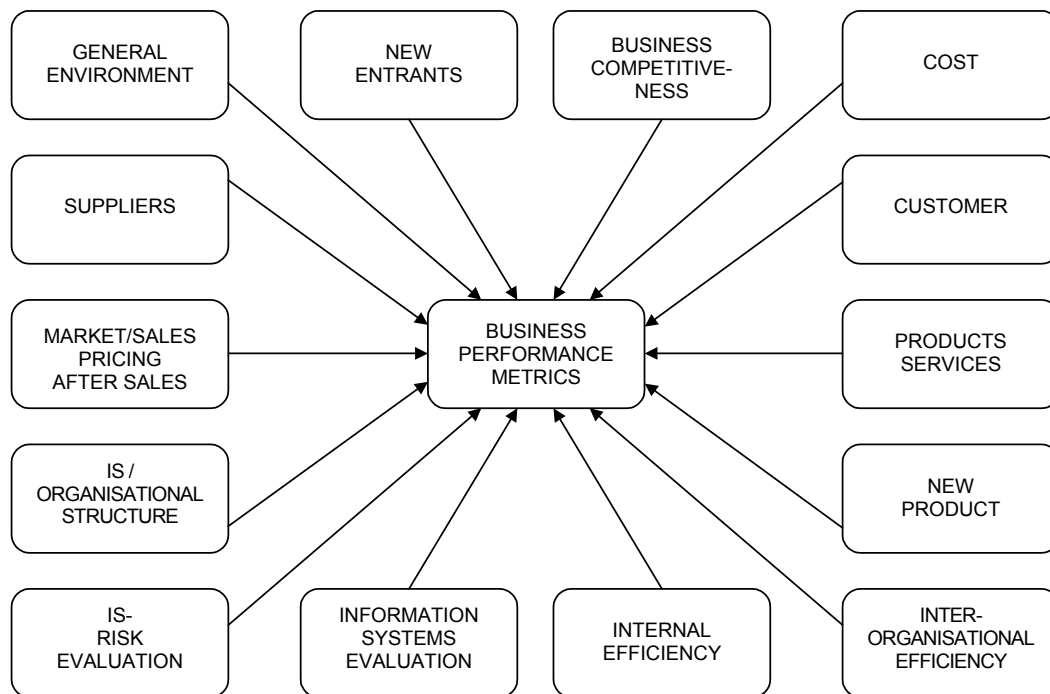 GENERAL
ENVIRONMENT
NEW
ENTRANTS
BUSINESS
COMPETITIVE-
NESS
COST
SUPPLIERS
CUSTOMER
MARKET/SALES
PRICING
AFTER SALES
BUSINESS
PERFORMANCE
METRICS
PRODUCTS
SERVICES
IS /
ORGANISATIONAL
STRUCTURE
NEW
PRODUCT
IS-
RISK
EVALUATION
INFORMATION
SYSTEMS
EVALUATION
INTERNAL
EFFICIENCY
INTER-
ORGANISATIONAL
EFFICIENCY